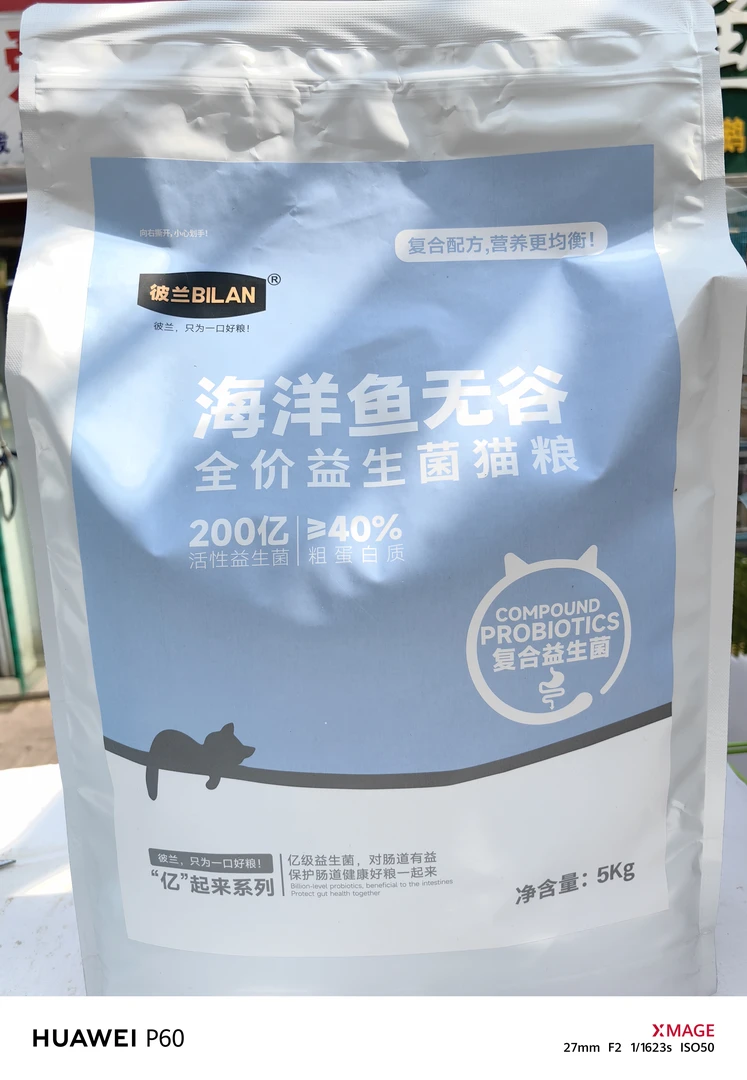 向右撕开,小心划手!
复合配方,营养更均衡!
彼兰BILAN®
彼兰，只为一口好粮!
海洋鱼无谷
全价益生菌猫粮
200亿 ≥40%
活性益生菌 粗蛋白质
COMPOUND
PROBIOTICS
复合益生菌
彼兰，只为一口好粮!
“亿”起来系列
亿级益生菌，对肠道有益
保护肠道健康好粮一起来
Billion-level probiotics, beneficial to the intestines
Protect gut health together
净含量：5Kg
HUAWEI P60
XMAGE
27mm F2 1/1623s ISO50